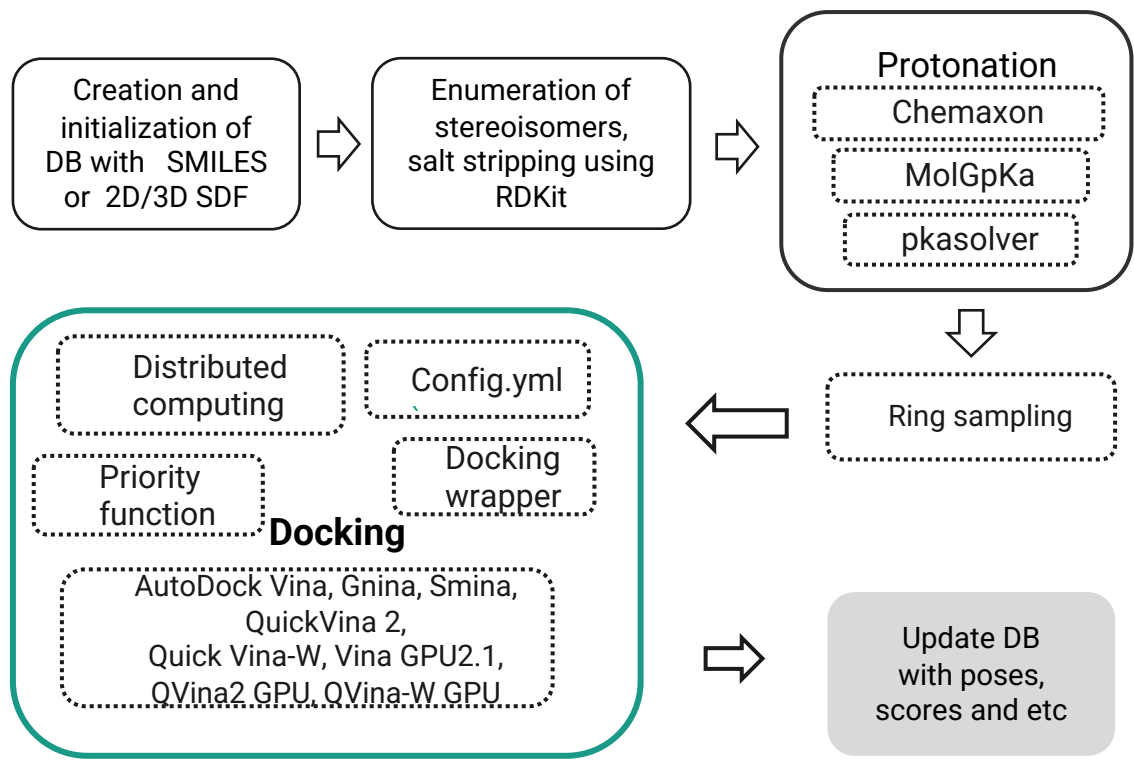 Creation and
initialization of
DB with SMILES
or 2D/3D SDF
Enumeration of
stereoisomers,
salt stripping using
RDKit
Protonation
Chemaxon
MolGpKa
pkasolver
Ring sampling
Distributed
computing
Config.yml
`
Priority
function
Docking
wrapper
Docking
AutoDock Vina, Gnina, Smina,
QuickVina 2,
Quick Vina-W, Vina GPU2.1,
QVina2 GPU, QVina-W GPU
Update DB
with poses,
scores and etc